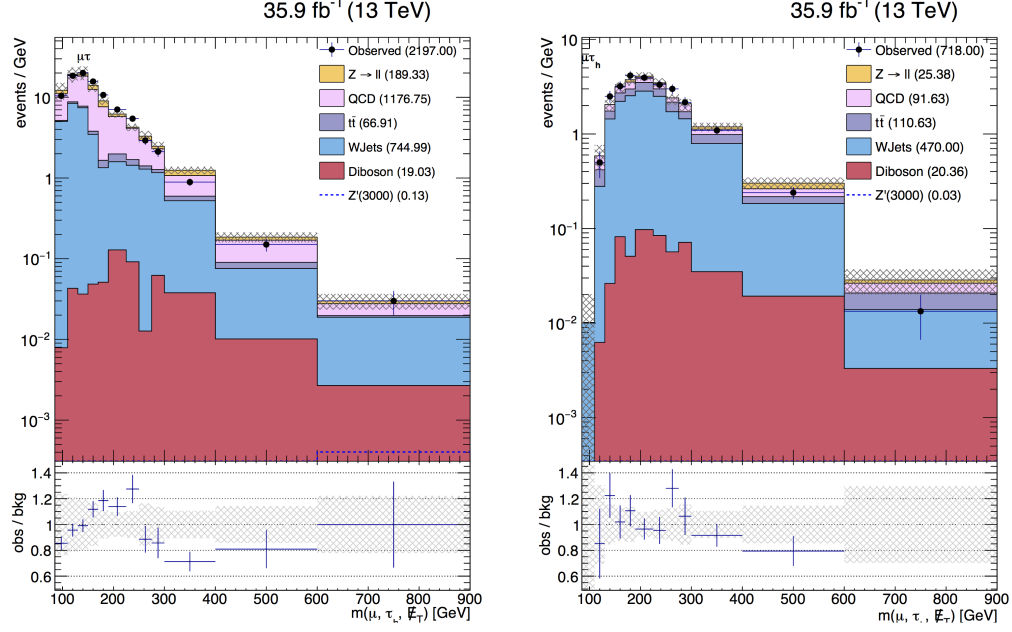 35.9 fb⁻¹ (13 TeV)
μτ
events / GeV
10
1
10⁻¹
10⁻²
10⁻³
Observed (2197.00)
Z → ll (189.33)
QCD (1176.75)
tt̄ (66.91)
WJets (744.99)
Diboson (19.03)
Z'(3000) (0.13)
obs / bkg
1.4
1.2
1
0.8
0.6
100 200 300 400 500 600 700 800 900
m(μ, τₕ, E̸_T) [GeV]
35.9 fb⁻¹ (13 TeV)
μτₕ
events / GeV
10
1
10⁻¹
10⁻²
10⁻³
Observed (718.00)
Z → ll (25.38)
QCD (91.63)
tt̄ (110.63)
WJets (470.00)
Diboson (20.36)
Z'(3000) (0.03)
obs / bkg
1.4
1.2
1
0.8
0.6
100 200 300 400 500 600 700 800 900
m(μ, τ, E̸_T) [GeV]